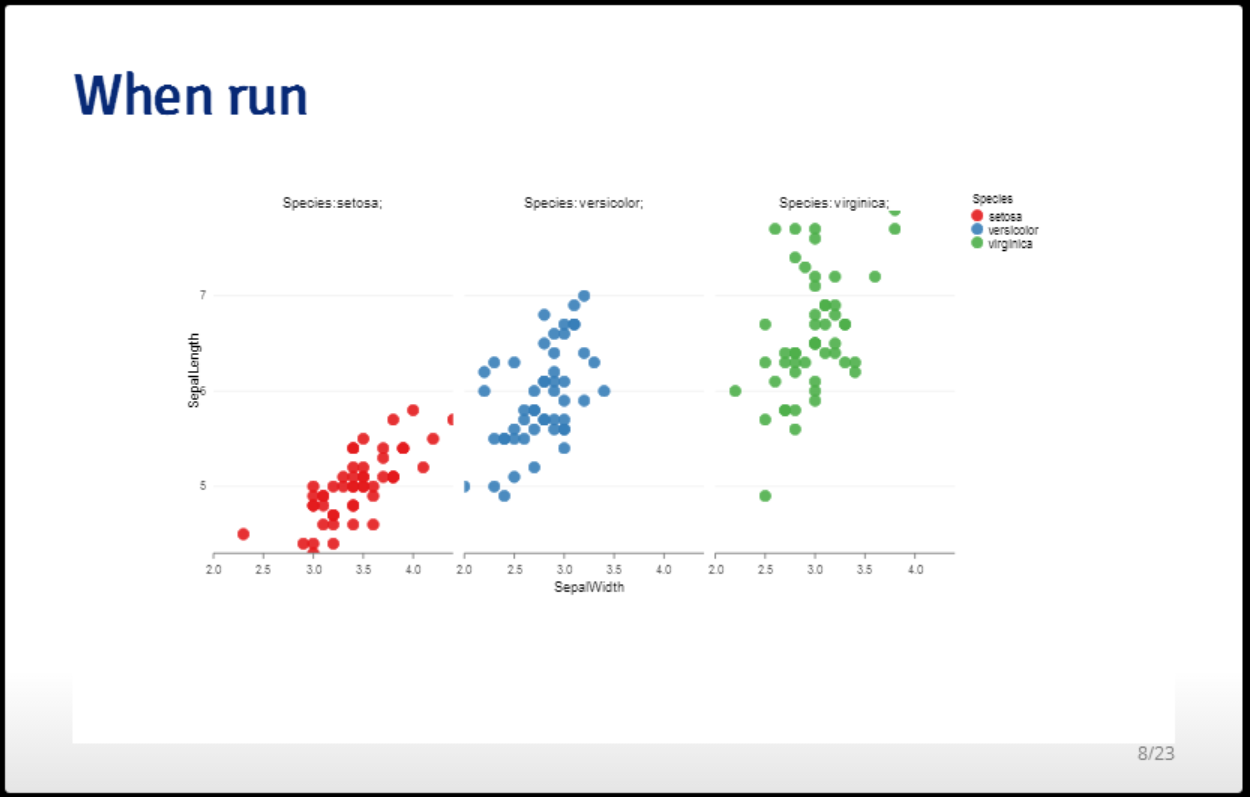 When run
Species:setosa;
Species:versicolor;
Species:virginica;
Species
setosa
versicolor
virginica
SepalLength
7
6
5
2.0 2.5 3.0 3.5 4.0
2.0 2.5 3.0 3.5 4.0
2.0 2.5 3.0 3.5 4.0
SepalWidth
8/23